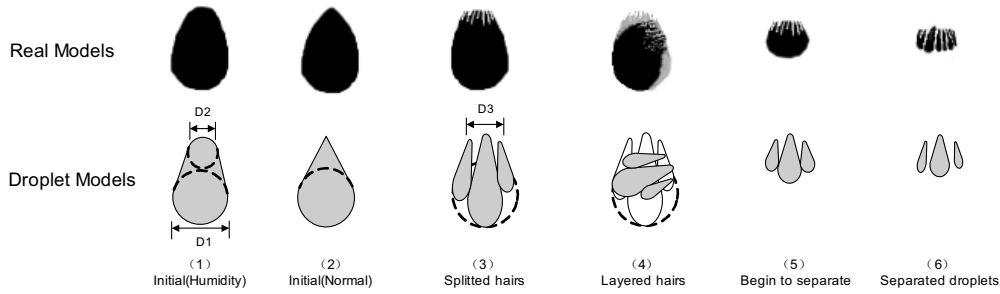 Real Models
D2
D3
Droplet Models
D1
（1）
Initial(Humidity)
（2）
Initial(Normal)
（3）
Splitted hairs
（4）
Layered hairs
（5）
Begin to separate
（6）
Separated droplets